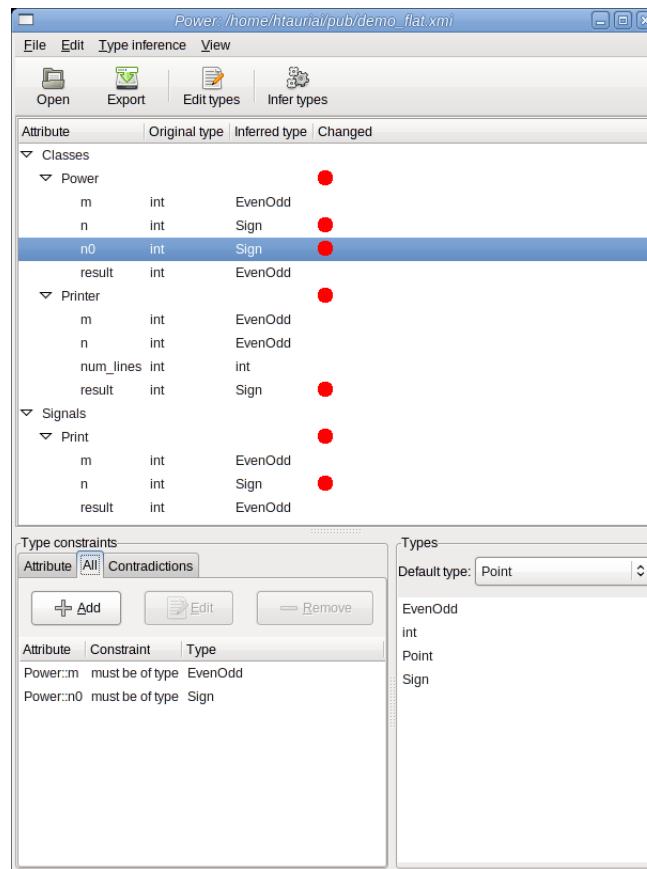 Power: /home/htauriai/pub/demo_flat.xmi
File Edit Type inference View
Open Export Edit types Infer types
Attribute Original type Inferred type Changed
Classes
Power
m int EvenOdd
n int Sign
n0 int Sign
result int EvenOdd
Printer
m int EvenOdd
n int EvenOdd
num_lines int int
result int Sign
Signals
Print
m int EvenOdd
n int Sign
result int EvenOdd
Type constraints
Attribute All Contradictions
Add Edit Remove
Attribute Constraint Type
Power::m must be of type EvenOdd
Power::n0 must be of type Sign
Types
Default type: Point
EvenOdd
int
Point
Sign